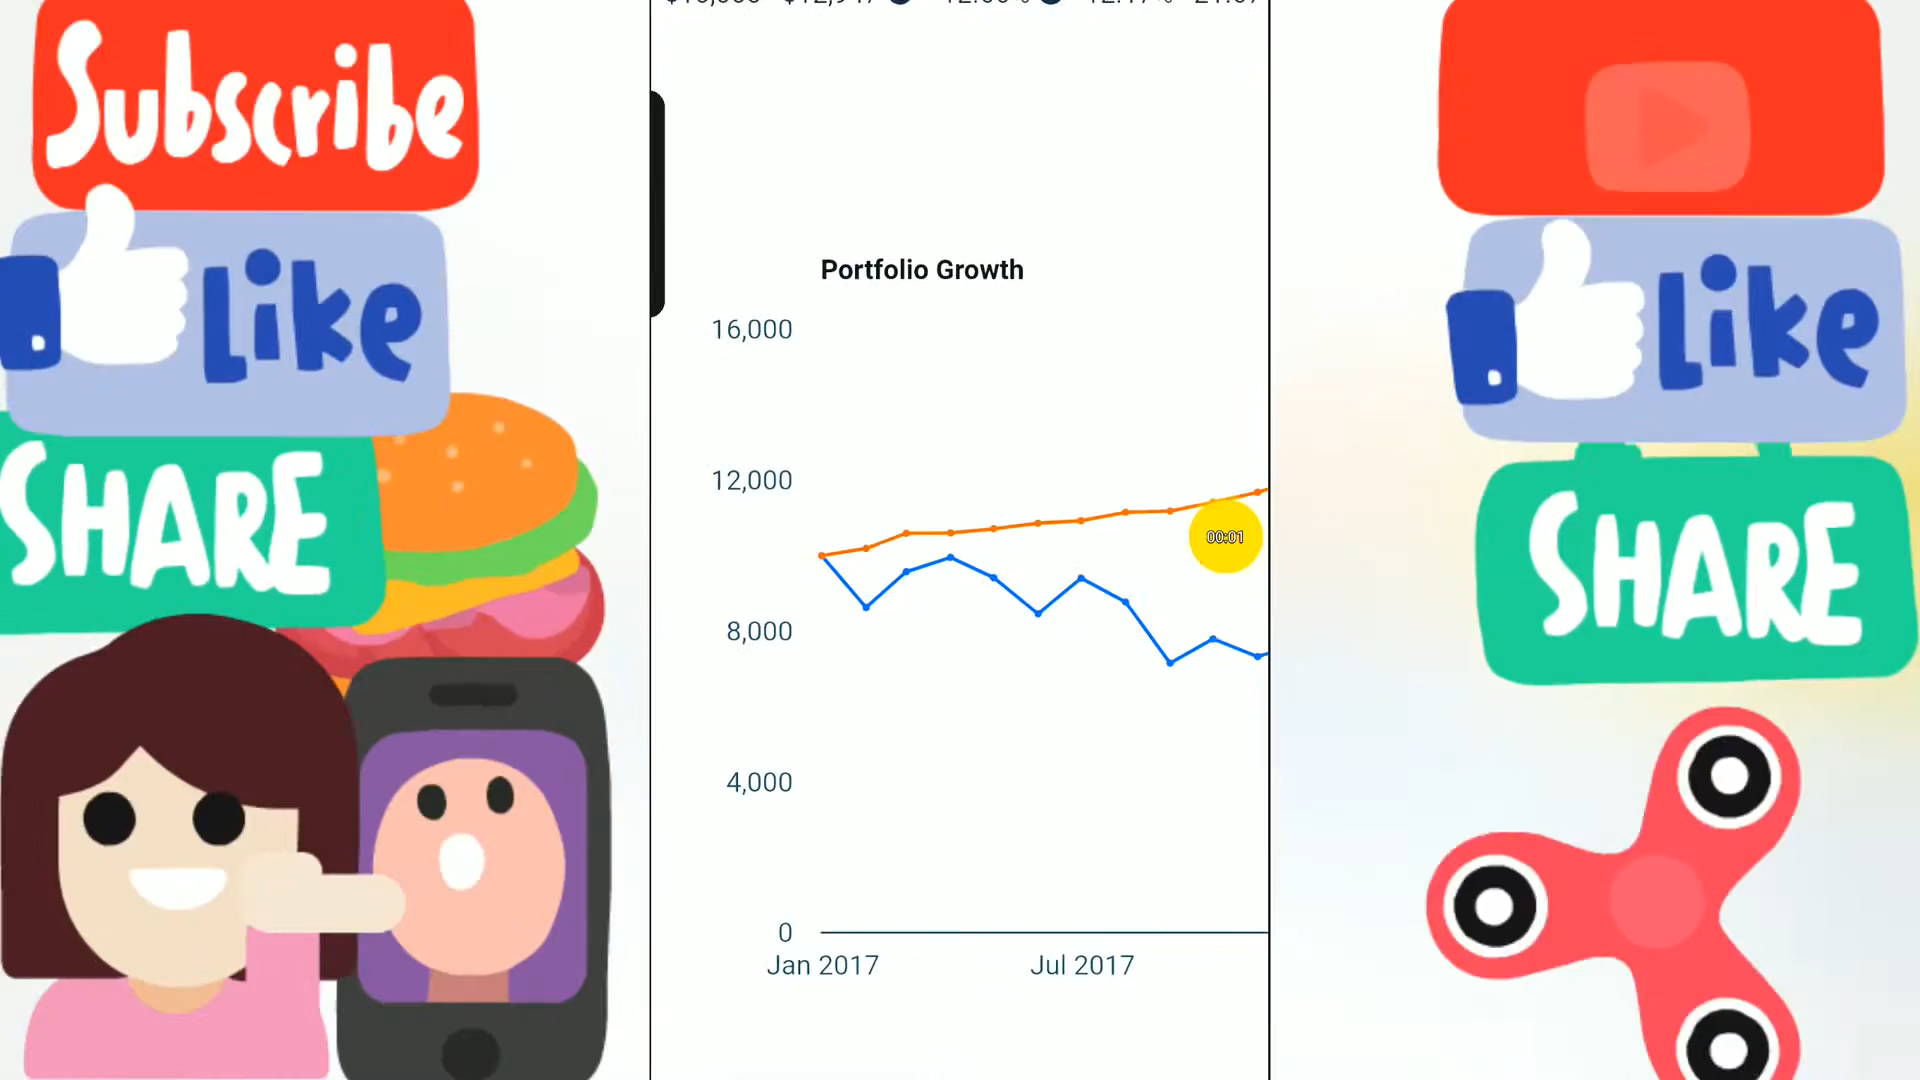 Subscribe
Like
SHARE
Portfolio Growth
16,000
12,000
8,000
4,000
0
Jan 2017
Jul 2017
00:01
Like
SHARE